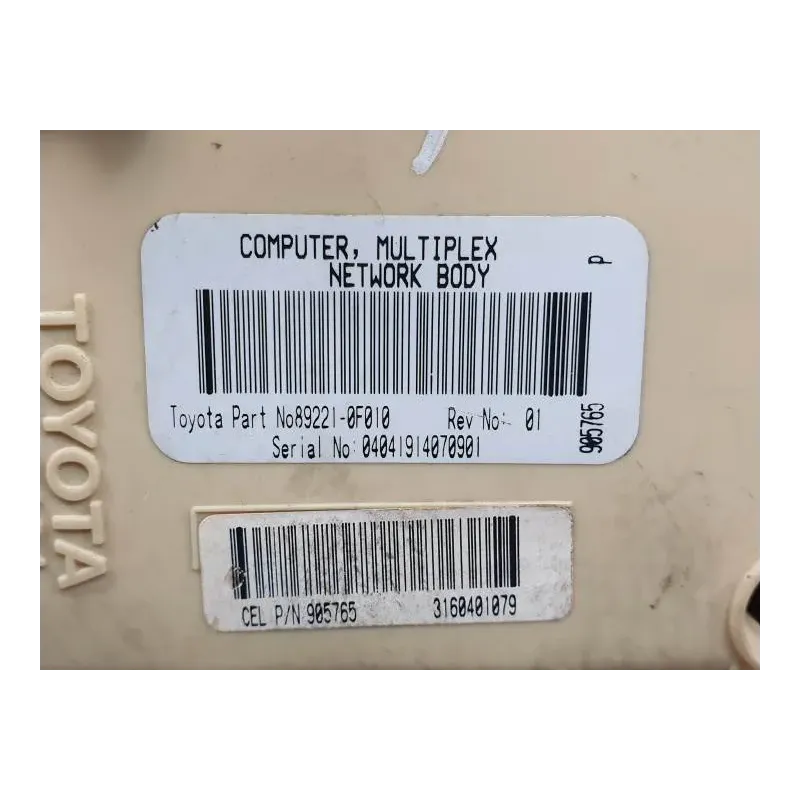 COMPUTER, MULTIPLEX
NETWORK BODY
P
Toyota Part No89221-0F010 Rev No:- 01
Serial No:04041914070901
905765
TOYOTA
CEL P/N 905765 3160401079